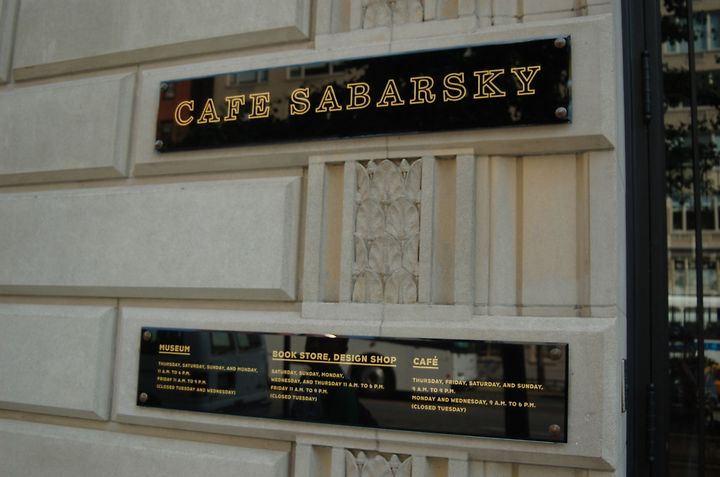 CAFE SABARSKY
MUSEUM
THURSDAY, SATURDAY, SUNDAY, AND MONDAY,
11 A.M. TO 6 P.M.
FRIDAY 11 A.M. TO 9 P.M.
(CLOSED TUESDAY AND WEDNESDAY)
BOOK STORE, DESIGN SHOP
SATURDAY, SUNDAY, MONDAY,
WEDNESDAY AND THURSDAY 11 A.M. TO 6 P.M.
FRIDAY 11 A.M. TO 9 P.M.
(CLOSED TUESDAY)
CAFÉ
THURSDAY, FRIDAY, SATURDAY, AND SUNDAY,
9 A.M. TO 9 P.M.
MONDAY AND WEDNESDAY, 9 A.M. TO 6 P.M.
(CLOSED TUESDAY)